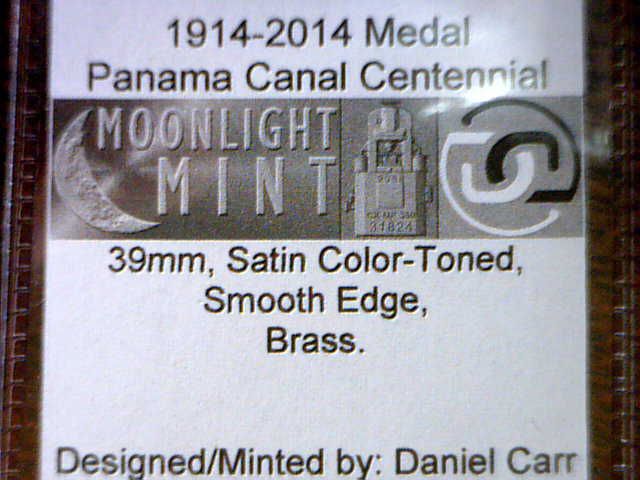 1914-2014 Medal
Panama Canal Centennial
MOONLIGHT
MINT
31824
39mm, Satin Color-Toned,
Smooth Edge,
Brass.
Designed/Minted by: Daniel Carr